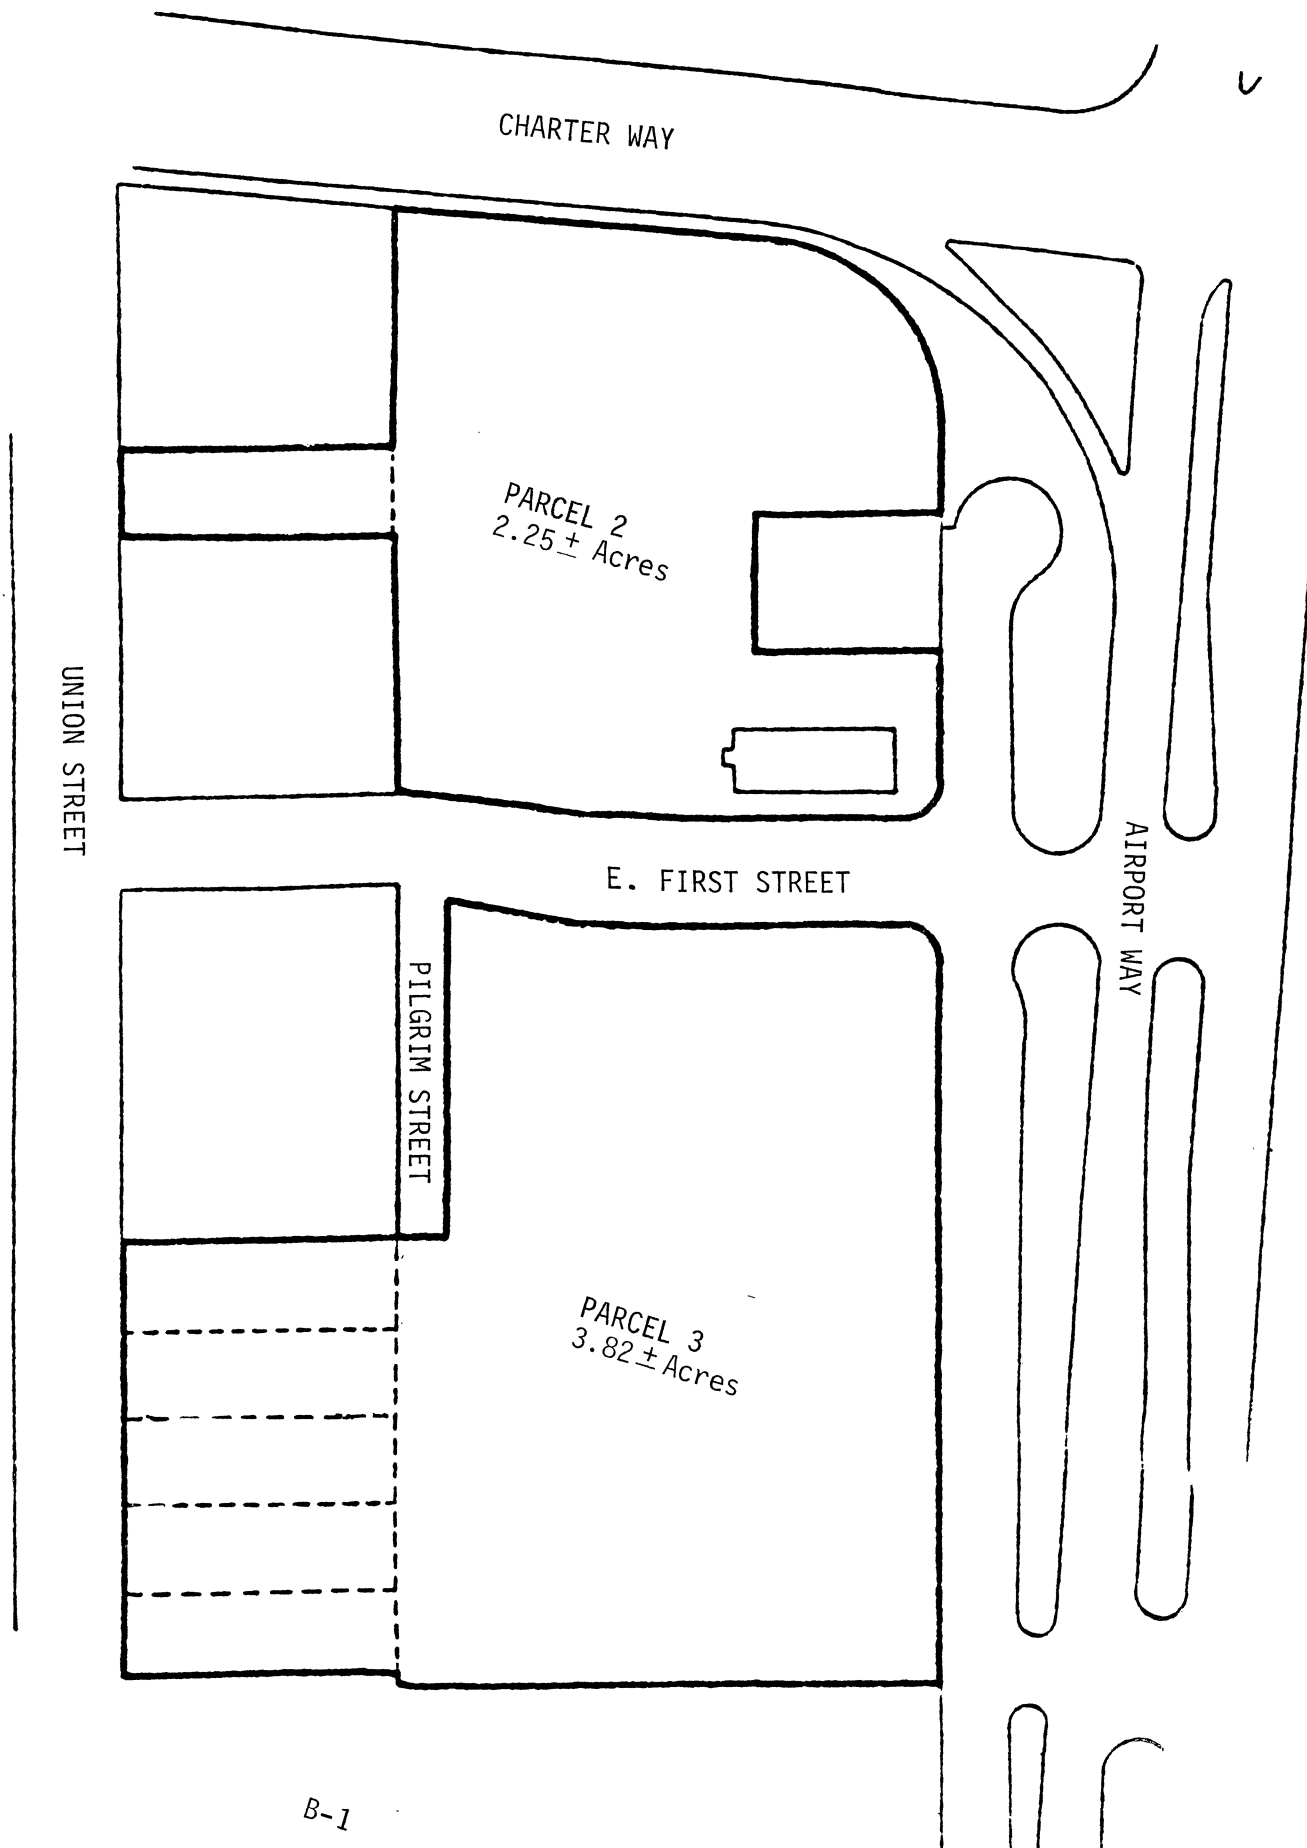 CHARTER WAY
PARCEL 2
2.25 ± Acres
UNION STREET
AIRPORT WAY
E. FIRST STREET
PILGRIM STREET
PARCEL 3
3.82 ± Acres
B-1